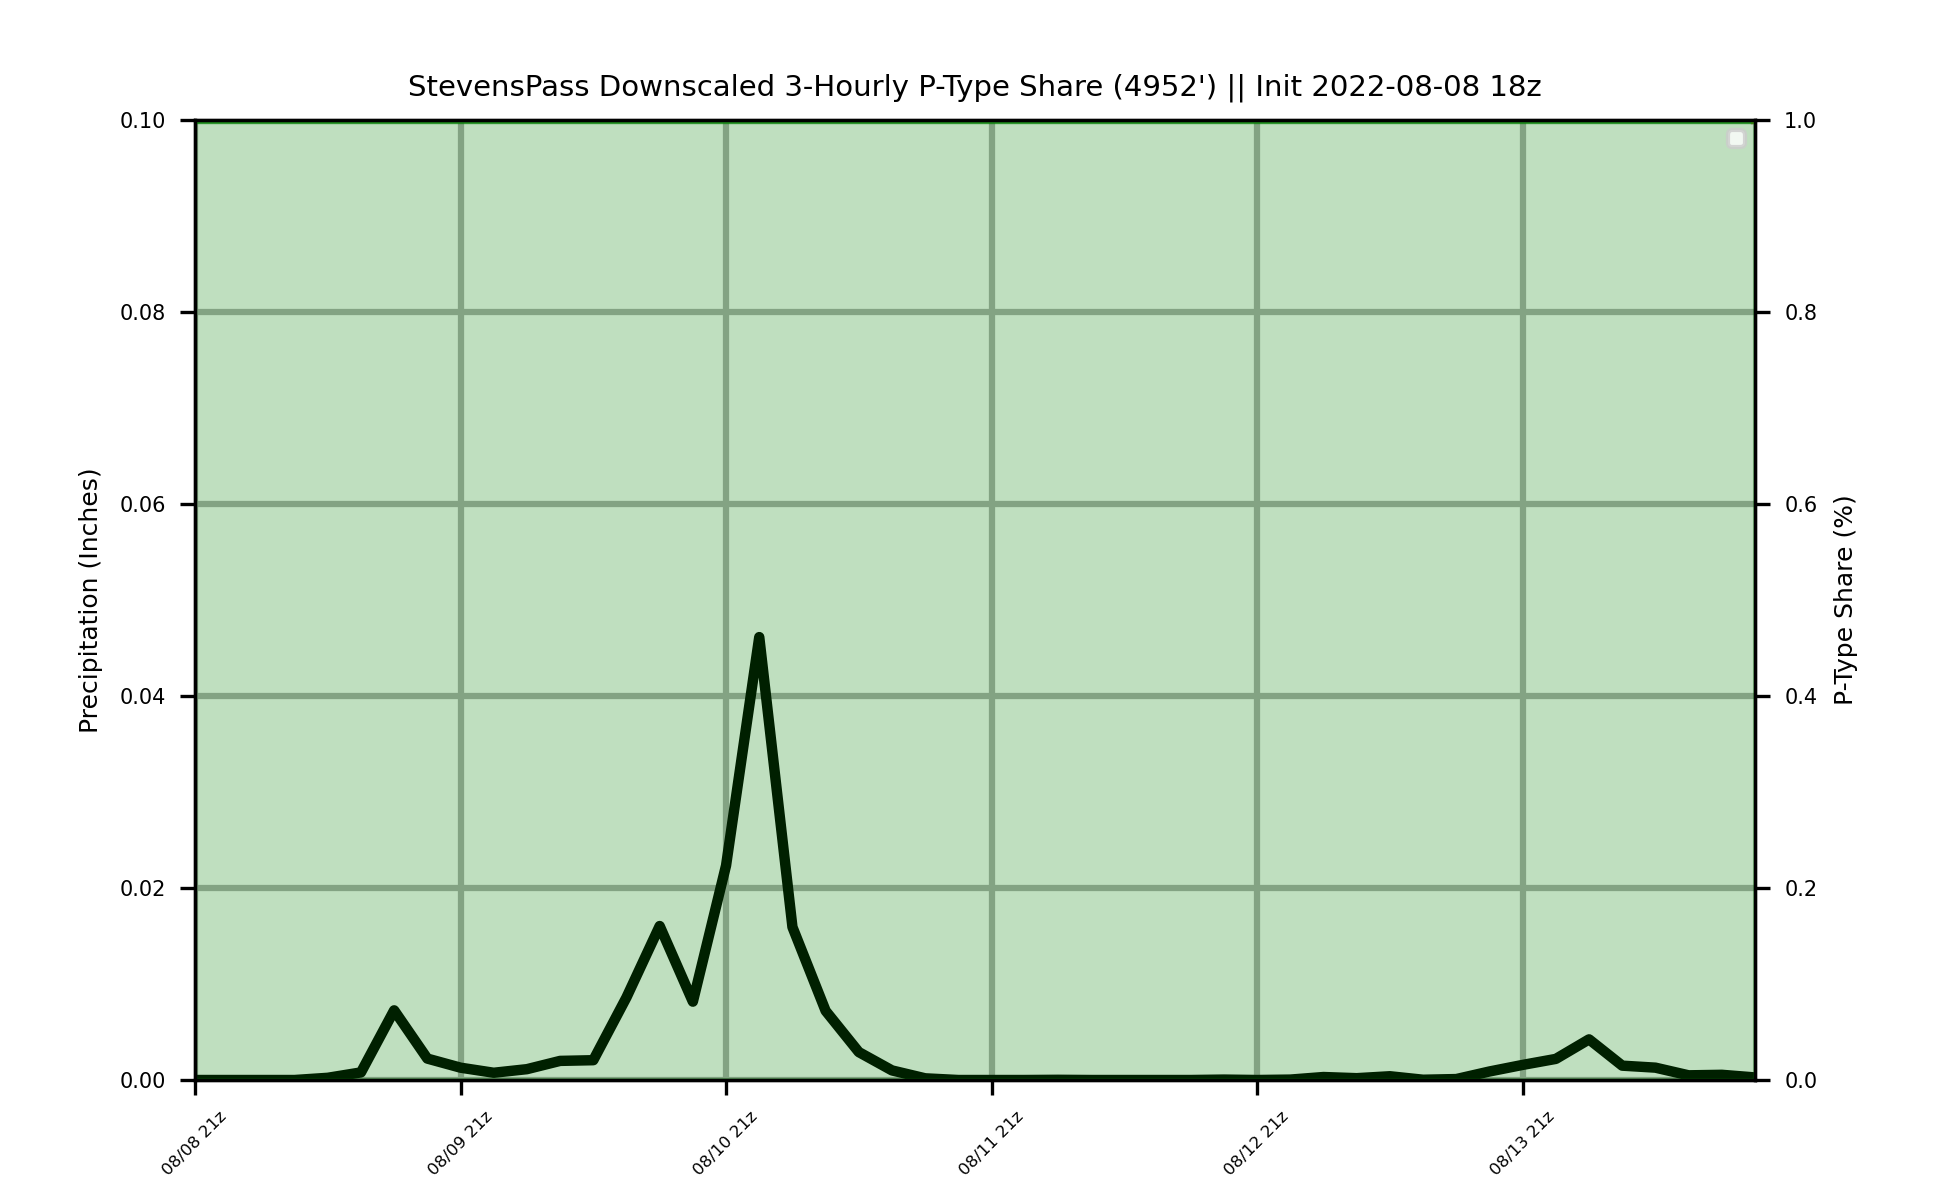 StevensPass Downscaled 3-Hourly P-Type Share (4952') || Init 2022-08-08 18z
0.10
0.08
0.06
0.04
0.02
0.00
Precipitation (Inches)
1.0
0.8
0.6
0.4
0.2
0.0
P-Type Share (%)
08/08 21z
08/09 21z
08/10 21z
08/11 21z
08/12 21z
08/13 21z